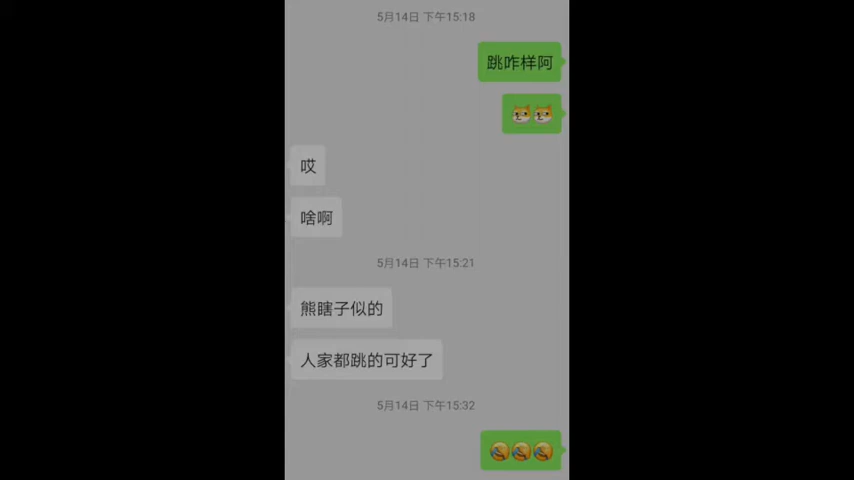 5月14日 下午15:18
跳咋样阿
哎
啥啊
5月14日 下午15:21
熊瞎子似的
人家都跳的可好了
5月14日 下午15:32